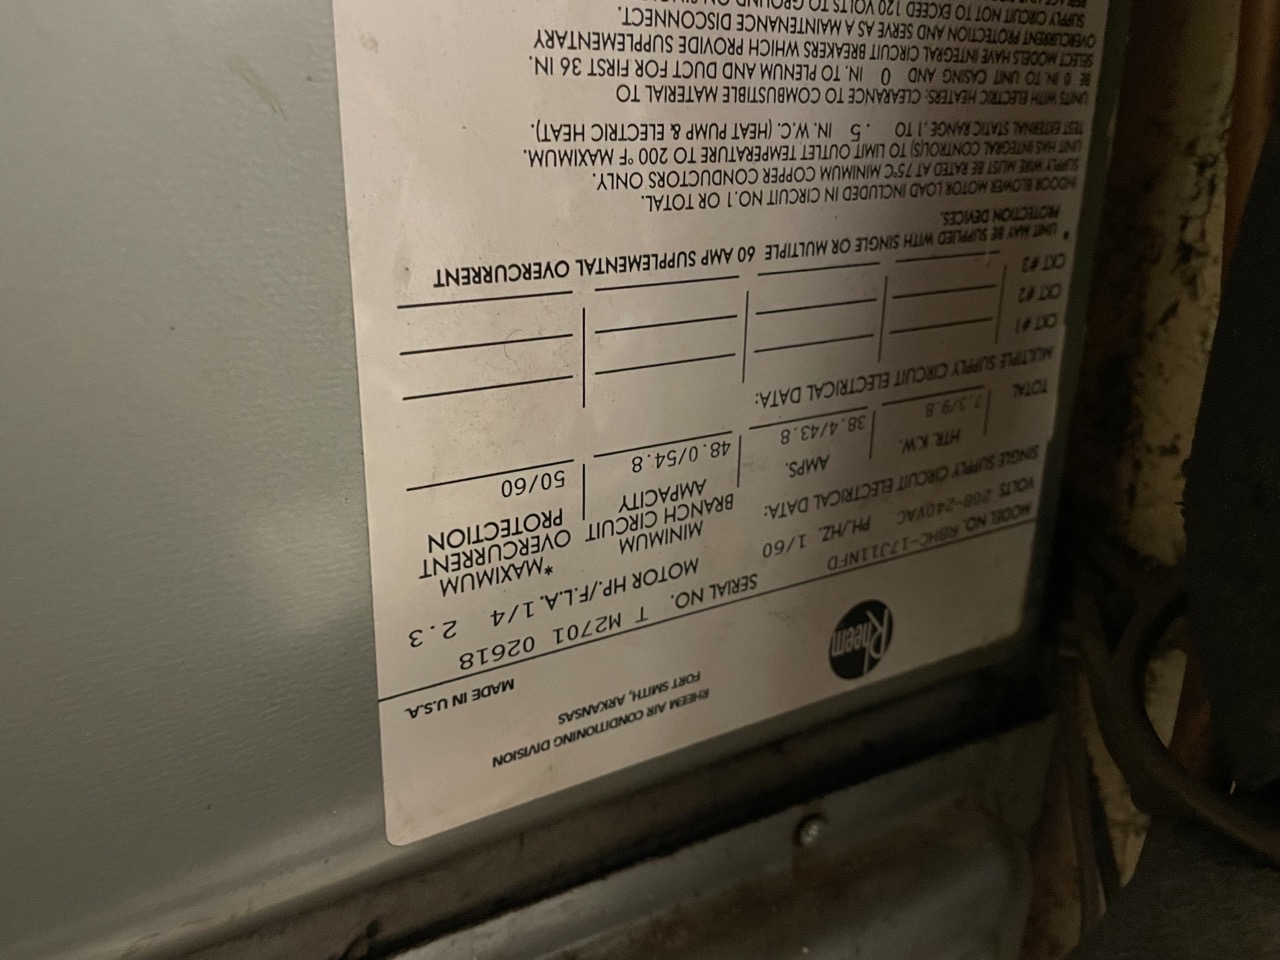 RHEEM AIR CONDITIONING DIVISION
FORT SMITH, ARKANSAS
Rheem
MADE IN U.S.A.
MODEL NO. RBHC-17J11NFD SERIAL NO. T M2701 02618
VOLTS 208-240VAC PH./HZ. 1/60 MOTOR HP./F.L.A. 1/4 2.3
SINGLE SUPPLY CIRCUIT ELECTRICAL DATA:
HTR. K.W. AMPS. MINIMUM BRANCH CIRCUIT AMPACITY *MAXIMUM OVERCURRENT PROTECTION
TOTAL 7.3/9.8 38.4/43.8 48.0/54.8 50/60
MULTIPLE SUPPLY CIRCUIT ELECTRICAL DATA:
CKT #1
CKT #2
CKT #3
* UNIT MAY BE SUPPLIED WITH SINGLE OR MULTIPLE 60 AMP SUPPLEMENTAL OVERCURRENT
PROTECTION DEVICES.
INDOOR BLOWER MOTOR LOAD INCLUDED IN CIRCUIT NO.1 OR TOTAL.
SUPPLY WIRE MUST BE RATED AT 75°C MINIMUM COPPER CONDUCTORS ONLY.
UNIT HAS INTEGRAL CONTROL(S) TO LIMIT OUTLET TEMPERATURE TO 200 °F MAXIMUM.
TEST EXTERNAL STATIC RANGE .1 TO .5 IN. W.C. (HEAT PUMP & ELECTRIC HEAT).
UNITS WITH ELECTRIC HEATERS: CLEARANCE TO COMBUSTIBLE MATERIAL TO
BE 0 IN. TO UNIT CASING AND 0 IN. TO PLENUM AND DUCT FOR FIRST 36 IN.
SELECT MODELS HAVE INTEGRAL CIRCUIT BREAKERS WHICH PROVIDE SUPPLEMENTARY
OVERCURRENT PROTECTION AND SERVE AS A MAINTENANCE DISCONNECT.
SUPPLY CIRCUIT NOT TO EXCEED 120 VOLTS TO GROUND